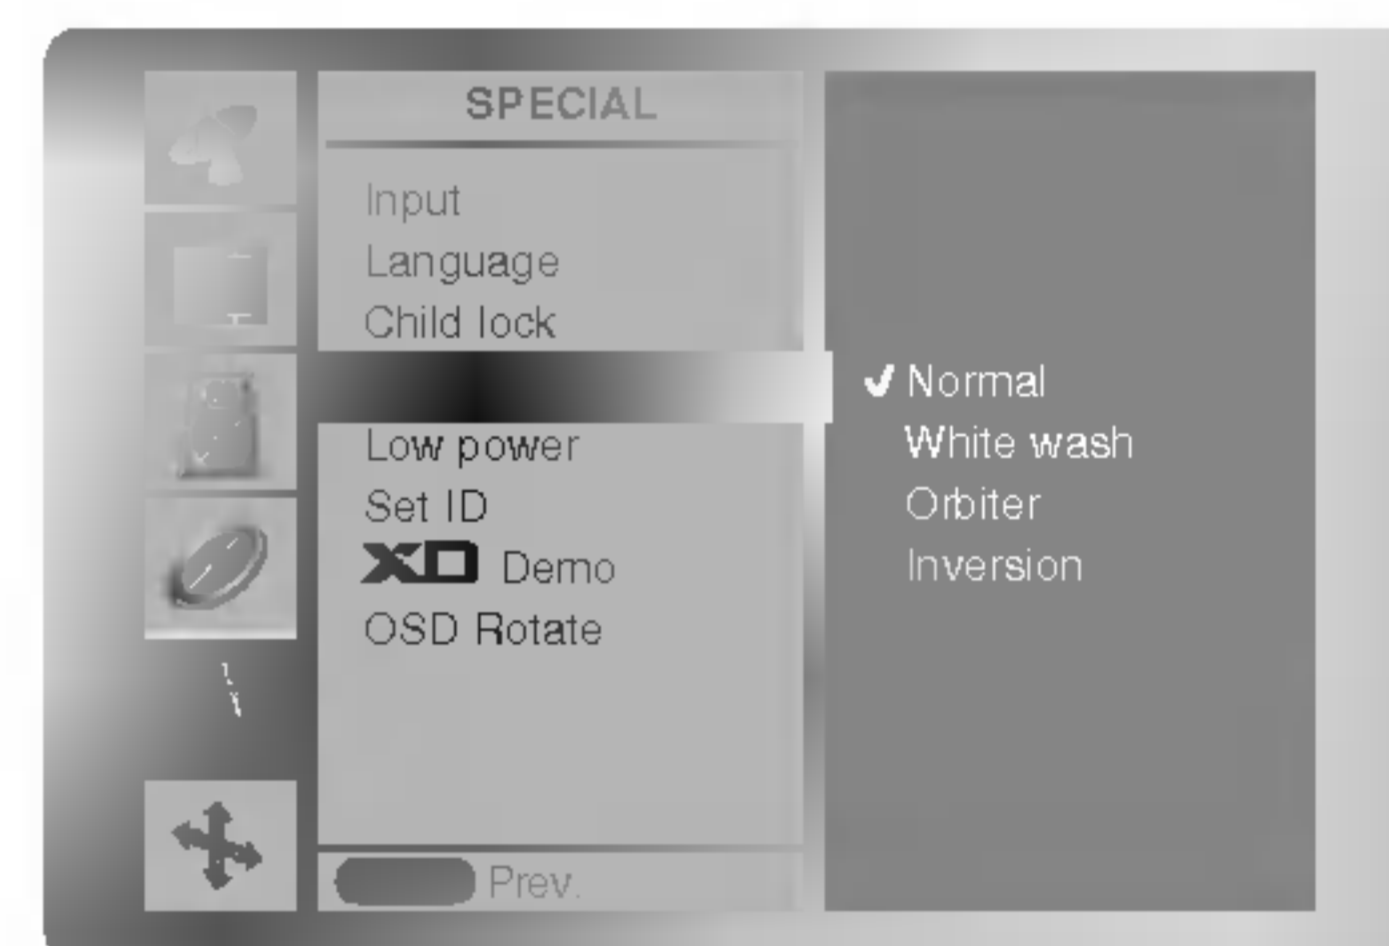 SPECIAL
Input
Language
Child lock
Low power
Set ID
XD Demo
OSD Rotate
Prev.
Normal
White wash
Orbiter
Inversion